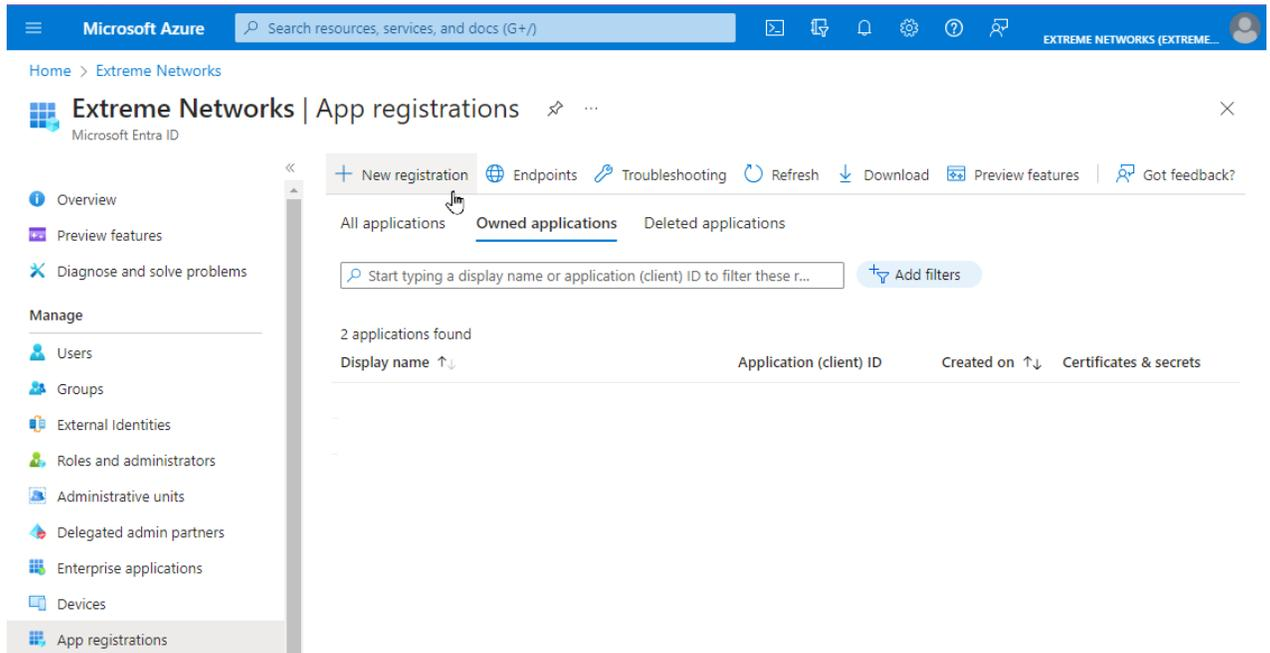 Microsoft Azure
Search resources, services, and docs (G+/)
EXTREME NETWORKS (EXTREME...
Home > Extreme Networks
Extreme Networks | App registrations
Microsoft Entra ID
New registration Endpoints Troubleshooting Refresh Download Preview features Got feedback?
All applications Owned applications Deleted applications
Start typing a display name or application (client) ID to filter these r... Add filters
2 applications found
Display name Application (client) ID Created on Certificates & secrets
Overview
Preview features
Diagnose and solve problems
Manage
Users
Groups
External Identities
Roles and administrators
Administrative units
Delegated admin partners
Enterprise applications
Devices
App registrations